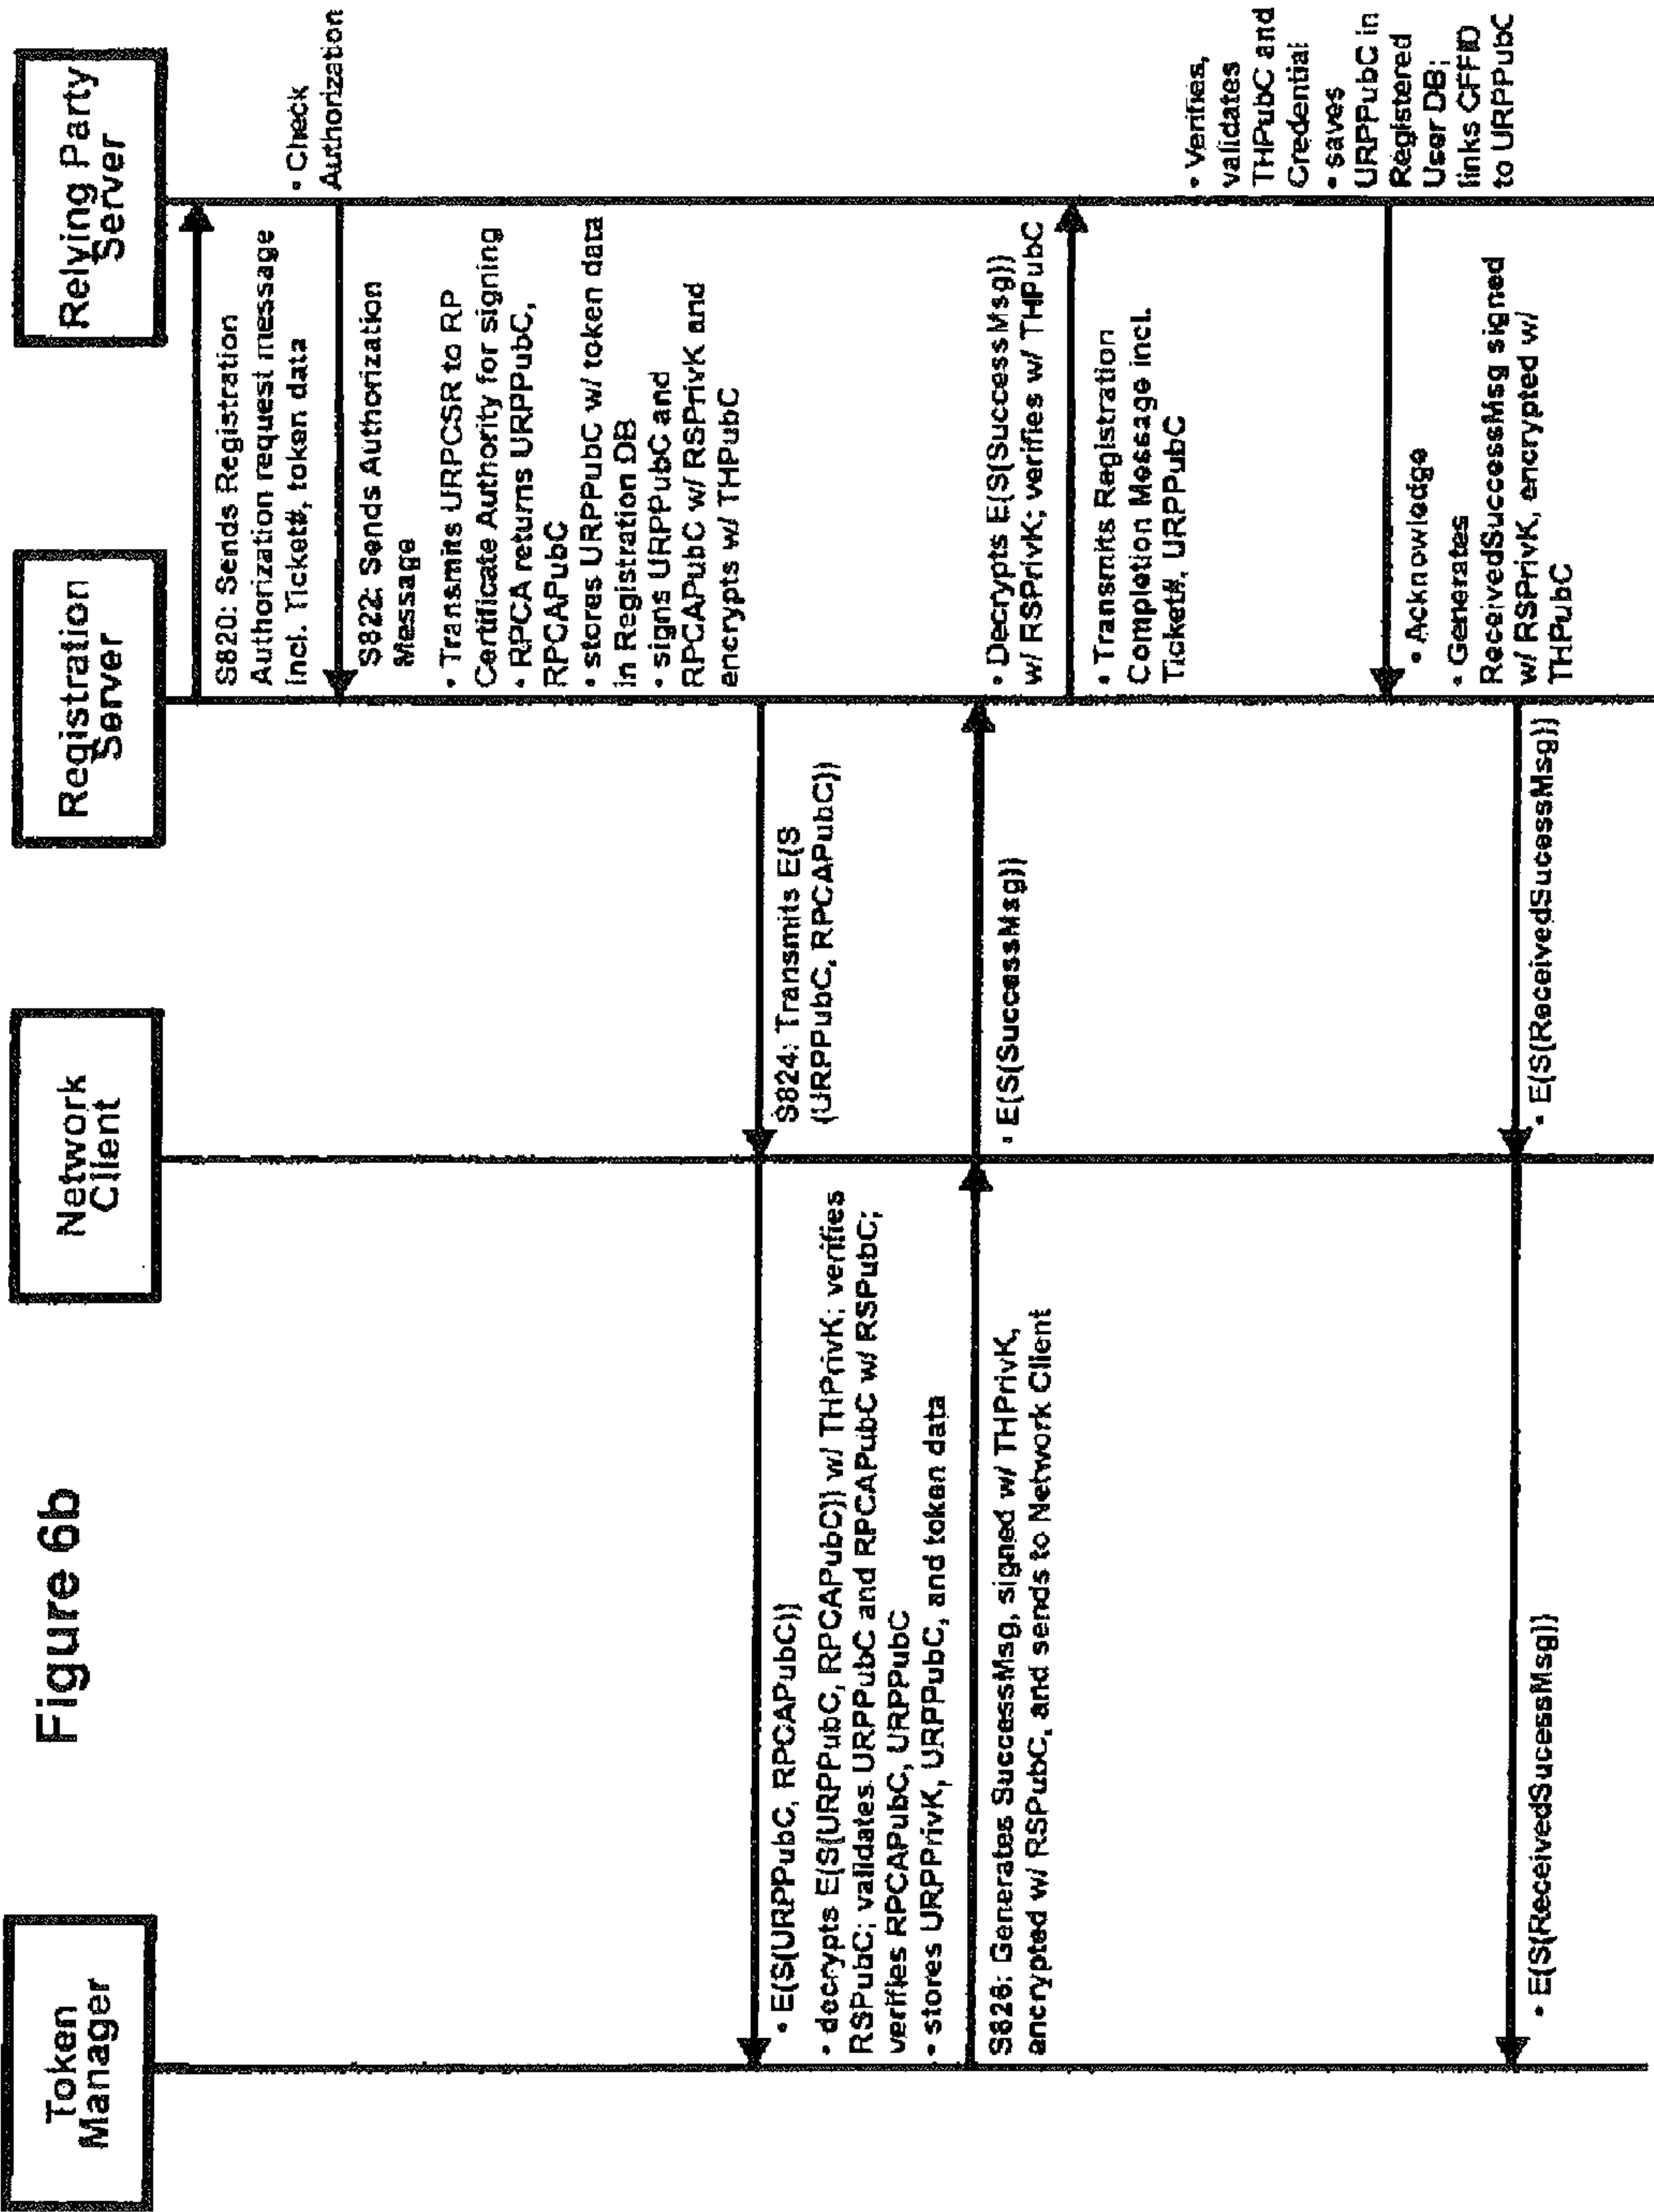 Figure 6b
Token
Manager
Network
Client
Registration
Server
Relying Party
Server
S820: Sends Registration
Authorization request message
Incl. Ticket#, token data
• Check
Authorization
S822: Sends Authorization
Message
• Transmits URPCSR to RP
Certificate Authority for signing
• RPCA returns URPPubC,
RPCAPubC
• stores URPPubC w/ token data
in Registration DB
• signs URPPubC and
RPCAPubC w/ RSPrivK and
encrypts w/ THPubC
S824: Transmits E(S
(URPPubC, RPCAPubC))
• E(S(URPPubC, RPCAPubC))
• decrypts E(S(URPPubC, RPCAPubC)) w/ THPrivK; verifies
RSPubC; validates URPPubC and RPCAPubC w/ RSPubC;
verifies RPCAPubC, URPPubC
• stores URPPrivK, URPPubC, and token data
S826: Generates SuccessMsg, signed w/ THPrivK,
encrypted w/ RSPubC, and sends to Network Client
• E(S(SuccessMsg))
• Decrypts E(S(SuccessMsg))
w/ RSPrivK; verifies w/ THPubC
• Transmits Registration
Completion Message incl.
Ticket#, URPPubC
• Verifies,
validates
THPubC and
Credential
• saves
URPPubC in
Registered
User DB;
links CFFID
to URPPubC
• Acknowledge
• Generates
ReceivedSuccessMsg signed
w/ RSPrivK, encrypted w/
THPubC
• E(S(ReceivedSucessMsg))
• E(S(ReceivedSucessMsg))